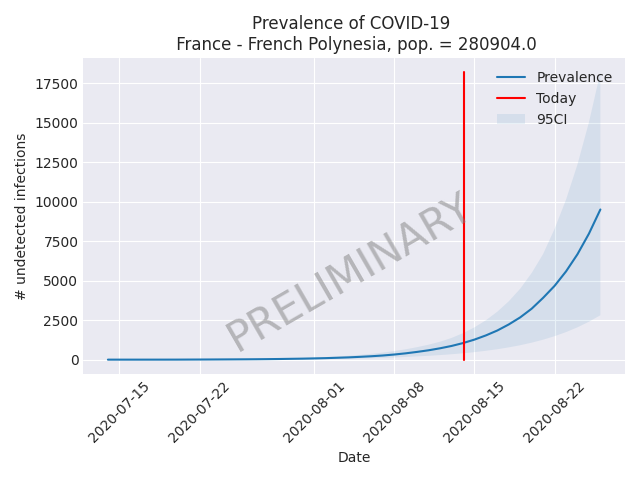 Prevalence of COVID-19
France - French Polynesia, pop. = 280904.0
Prevalence
Today
95CI
17500
15000
12500
10000
7500
5000
2500
0
# undetected infections
PRELIMINARY
2020-07-15
2020-07-22
2020-08-01
2020-08-08
2020-08-15
2020-08-22
Date